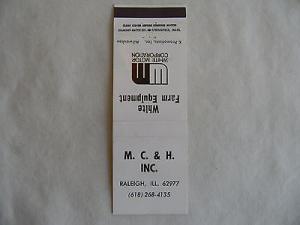 M. C. & H.
INC.
RALEIGH, ILL. 62977
(618) 268-4135
White
Farm Equipment
WHITE MOTOR
CORPORATION